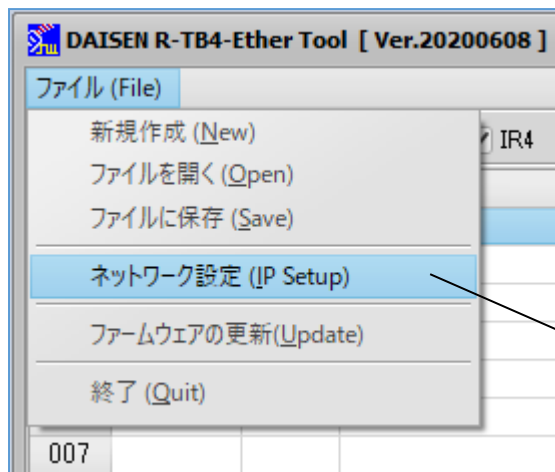 DAISEN R-TB4-Ether Tool [ Ver.20200608 ]
ファイル (File)
新規作成 (New)
IR4
ファイルを開く(Open)
ファイルに保存 (Save)
ネットワーク設定 (IP Setup)
ファームウェアの更新(Update)
終了 (Quit)
007